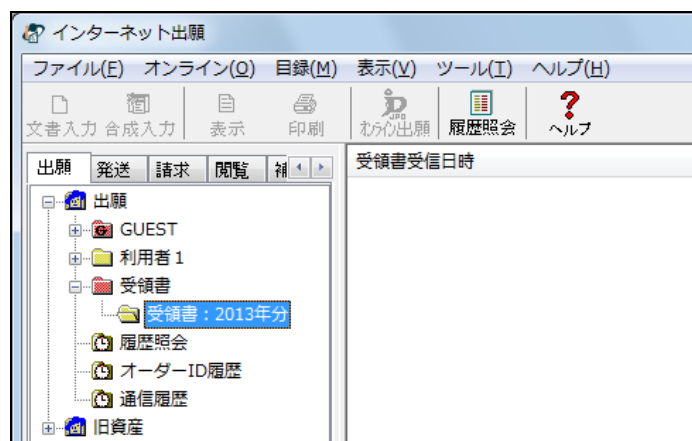 インターネット出願
ファイル(F) オンライン(O) 目録(M) 表示(V) ツール(T) ヘルプ(H)
文書入力 合成入力 表示 印刷 オンライン出願 履歴照会 ヘルプ
出願 発送 請求 閲覧
受領書受信日時
出願
GUEST
利用者1
受領書
受領書：2013年分
履歴照会
オーダーID履歴
通信履歴
旧資産